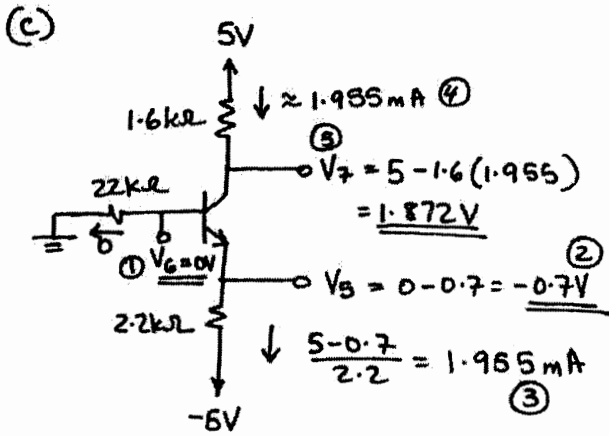 (c)
5V
1.6kΩ
↓ ≈ 1.955mA ④
⑤
V7 = 5-1.6(1.955)
= 1.872V
22kΩ
0
① V6=0V
②
V5 = 0-0.7 = -0.7V
2.2kΩ
↓ 5-0.7/2.2 = 1.955mA
③
-5V